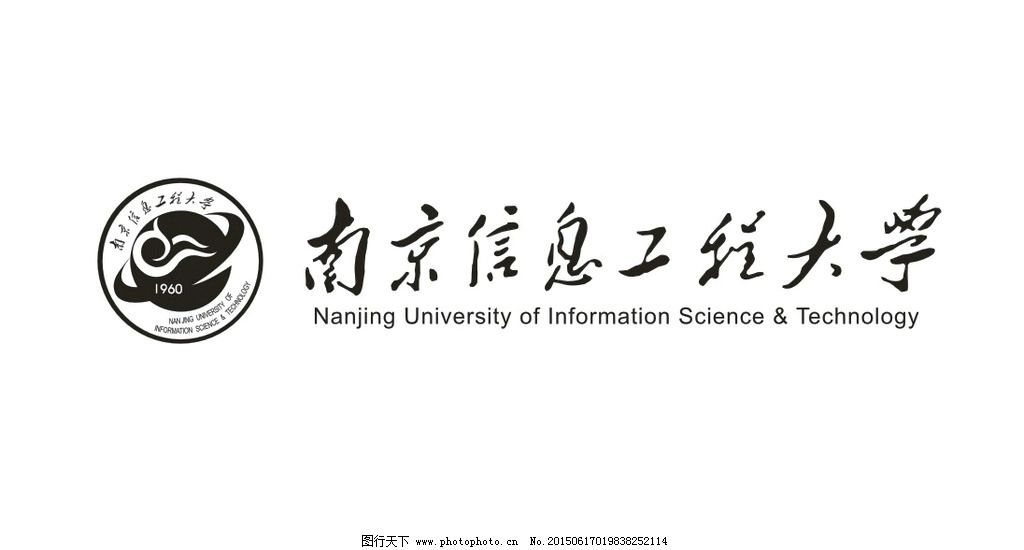 南京信息工程大学
1960
NANJING UNIVERSITY OF
INFORMATION SCIENCE & TECHNOLOGY
南京信息工程大學
Nanjing University of Information Science & Technology
图行天下 www.photophoto.cn No.20150617019838252114